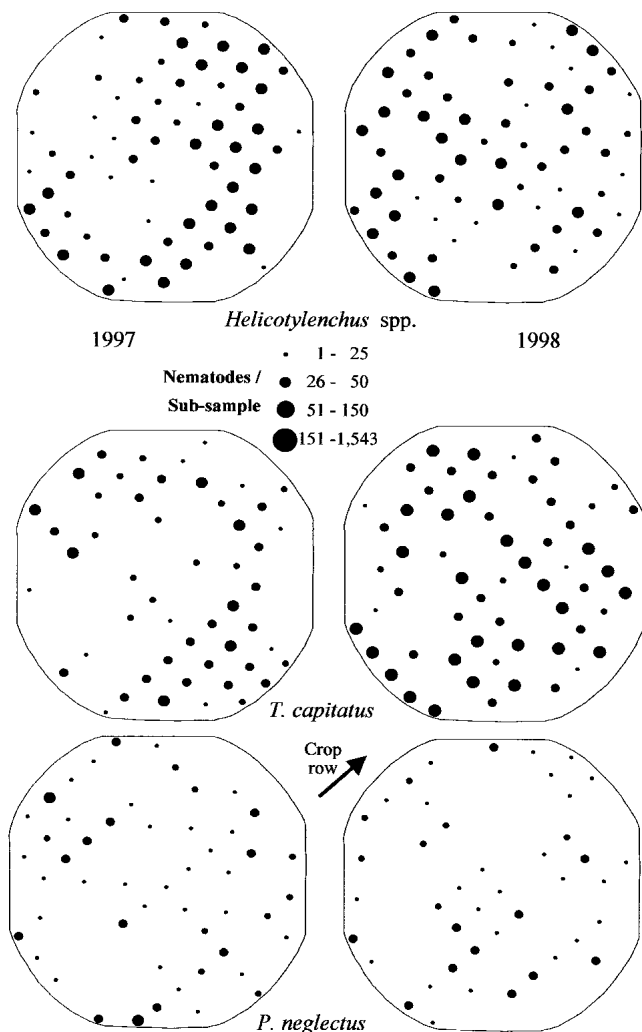 Helicotylenchus spp.
1997 1998
Nematodes / Sub-sample
1 - 25
26 - 50
51 - 150
151 -1,543
T. capitatus
Crop row
P. neglectus